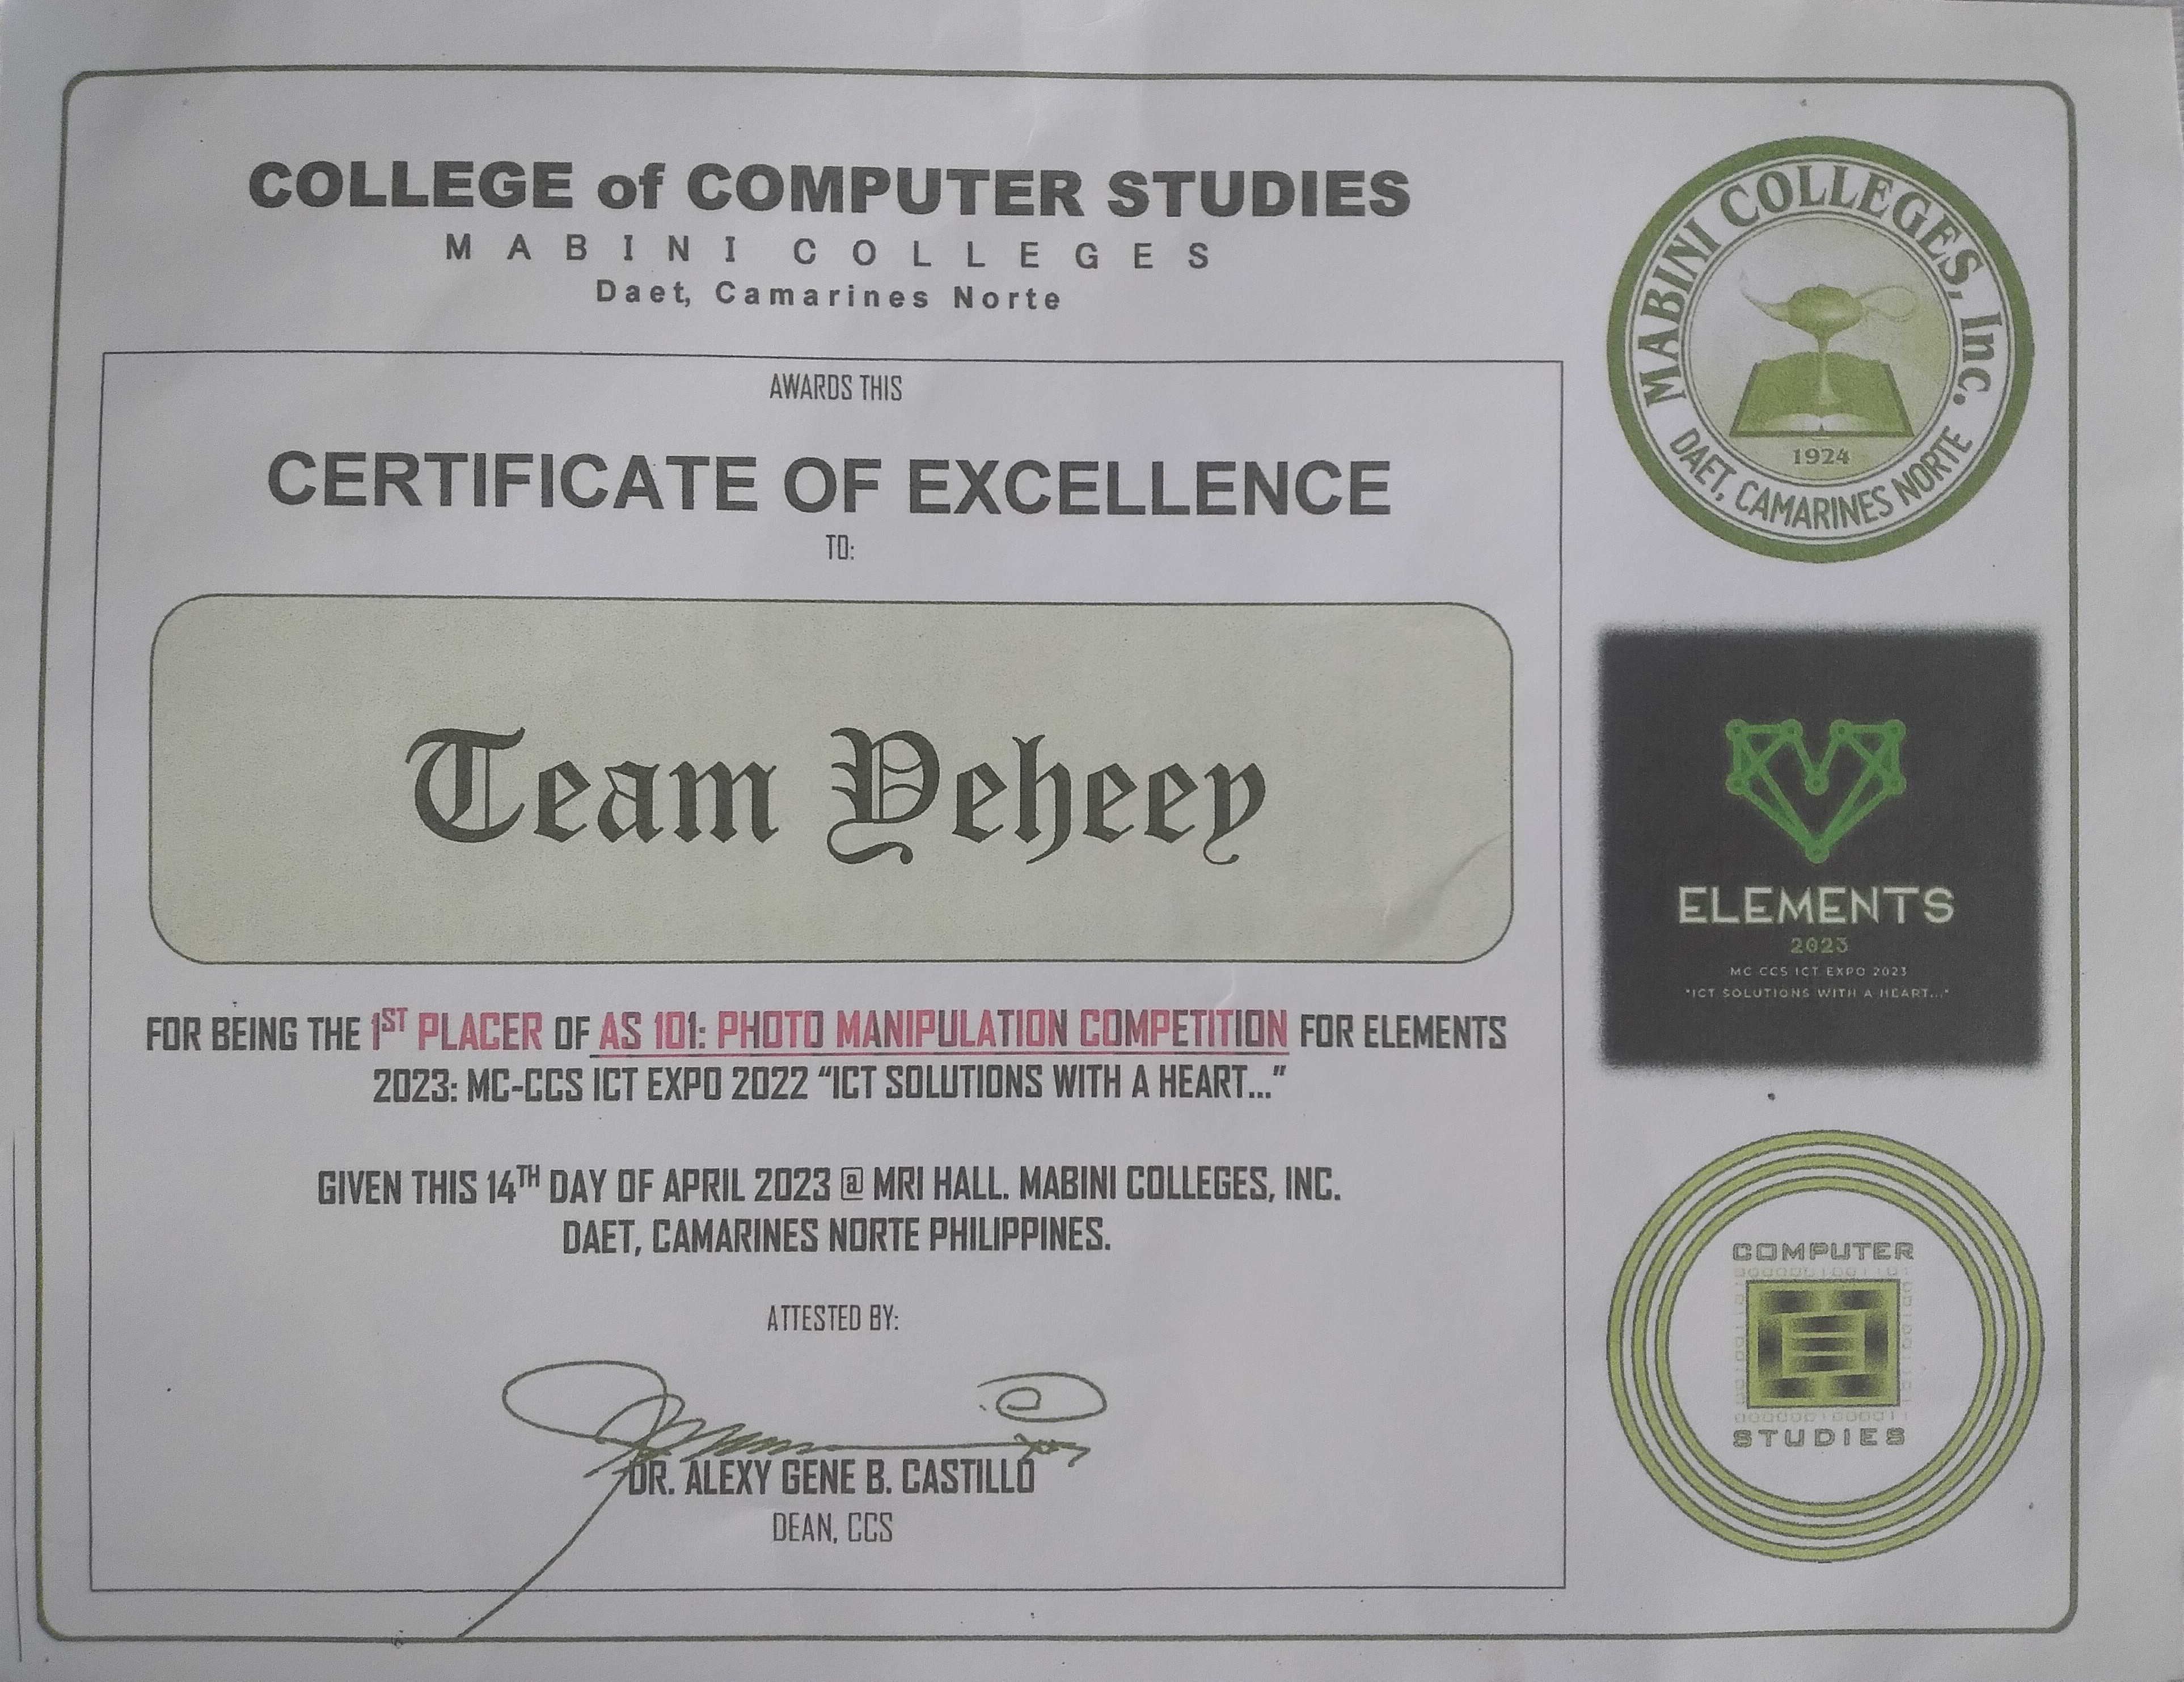 COLLEGE of COMPUTER STUDIES
MABINI COLLEGES
Daet, Camarines Norte
AWARDS THIS
CERTIFICATE OF EXCELLENCE
TO:
Team Yeheey
FOR BEING THE 1ST PLACER OF AS 101: PHOTO MANIPULATION COMPETITION FOR ELEMENTS
2023: MC-CCS ICT EXPO 2022 “ICT SOLUTIONS WITH A HEART...”
GIVEN THIS 14TH DAY OF APRIL 2023 @ MRI HALL. MABINI COLLEGES, INC.
DAET, CAMARINES NORTE PHILIPPINES.
ATTESTED BY:
DR. ALEXY GENE B. CASTILLO
DEAN, CCS
MABINI COLLEGES, Inc.
1924
DAET, CAMARINES NORTE
ELEMENTS
2023
MC CCS ICT EXPO 2023
"ICT SOLUTIONS WITH A HEART..."
COMPUTER
STUDIES